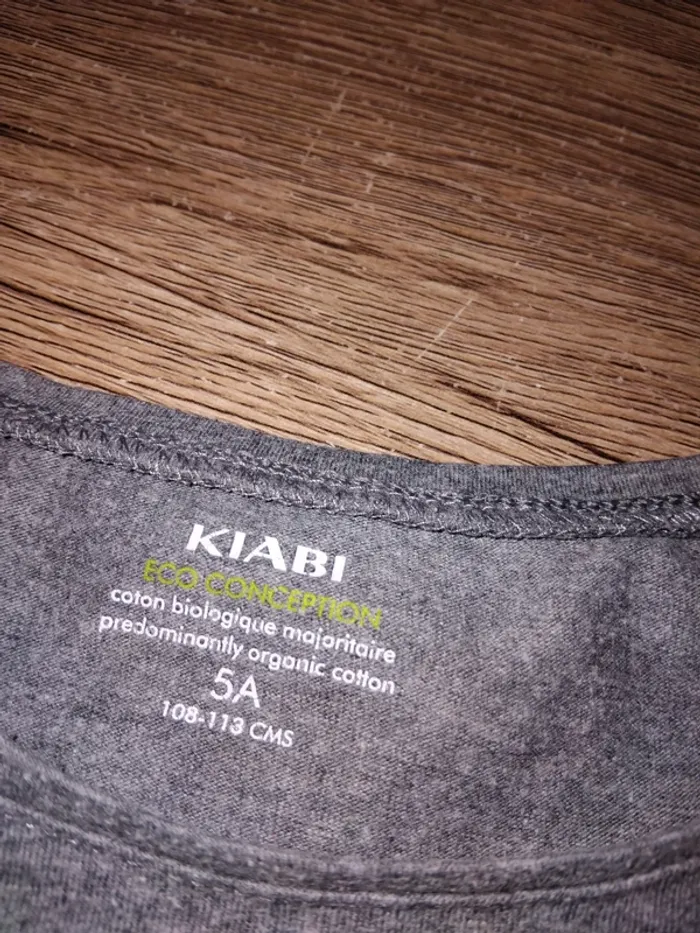 KIABI
ECO CONCEPTION
coton biologique majoritaire
predominantly organic cotton
5A
108-113 CMS